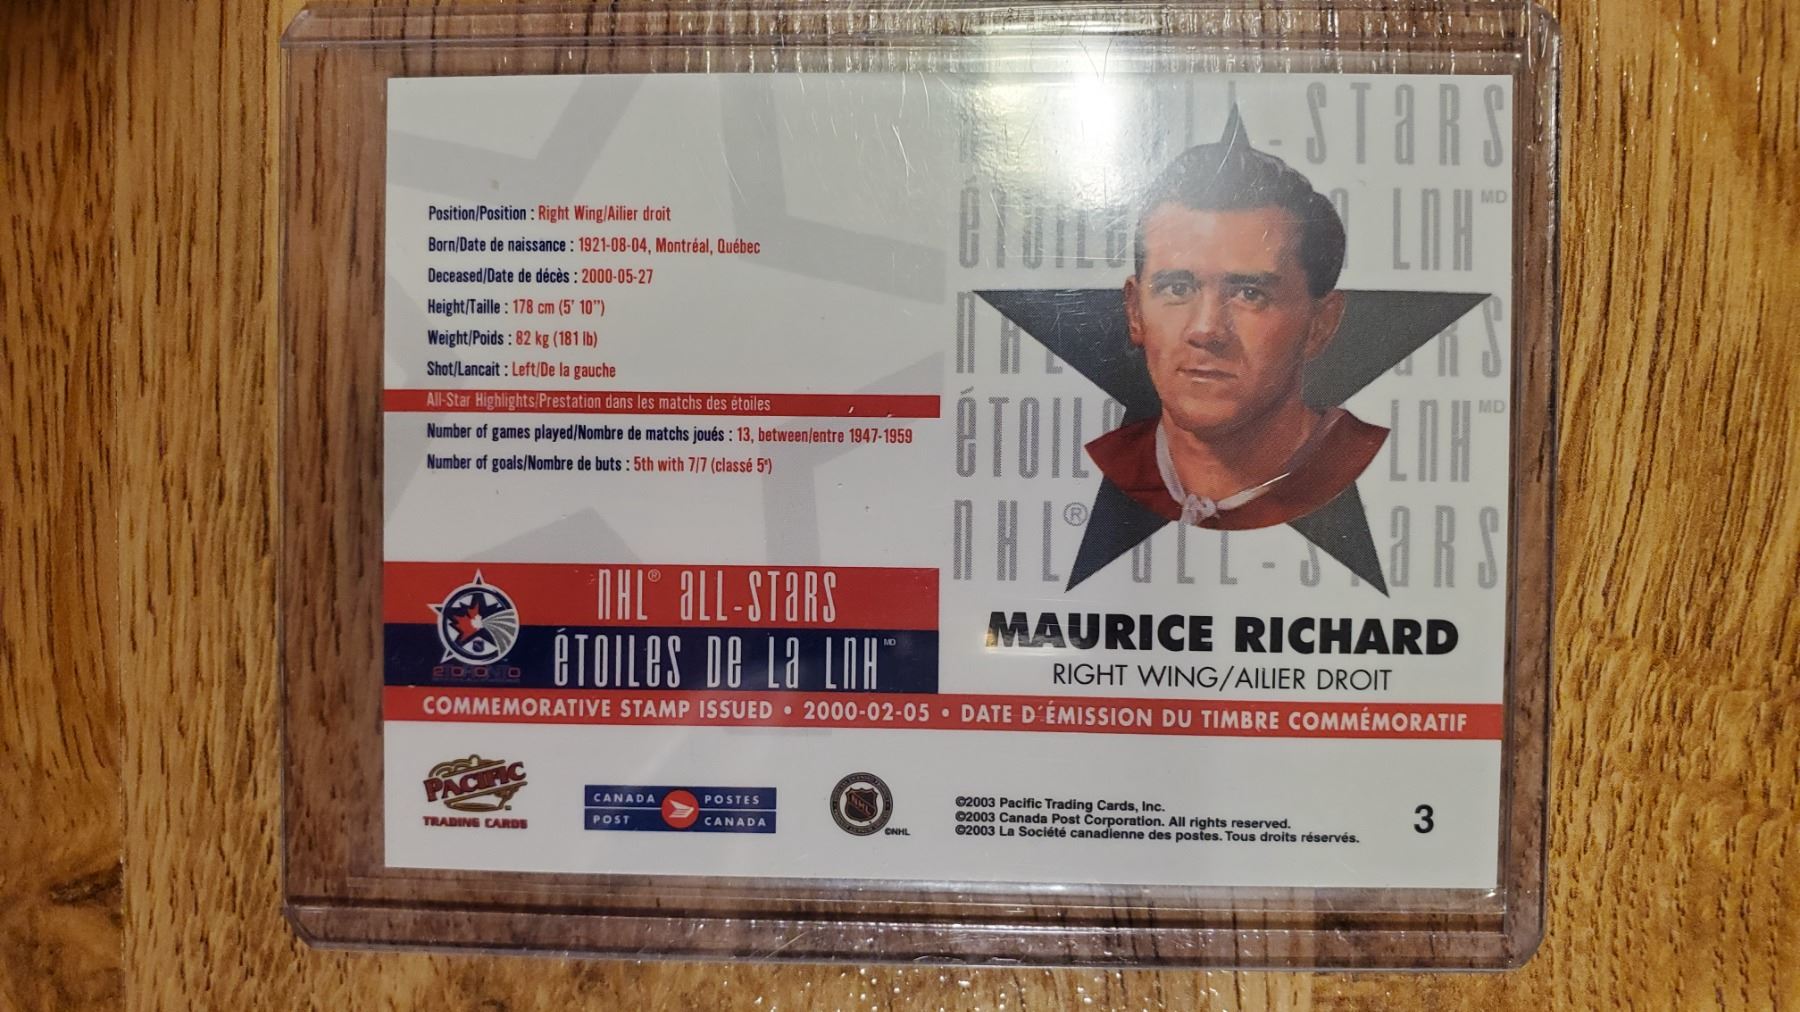 Position/Position : Right Wing/Ailier droit
Born/Date de naissance : 1921-08-04, Montréal, Québec
Deceased/Date de décès : 2000-05-27
Height/Taille : 178 cm (5' 10")
Weight/Poids : 82 kg (181 lb)
Shot/Lancait : Left/De la gauche
All-Star Highlights/Prestation dans les matchs des étoiles
Number of games played/Nombre de matchs joués : 13, between/entre 1947-1959
Number of goals/Nombre de buts : 5th with 7/7 (classé 5e)
NHL® ALL-STARS
ÉTOILES DE LA LNH MD
2000
ALL-STARS
ÉTOILES LA LNH MD
NHL
ÉTOILES LNH MD
NHL® ALL-STARS
MAURICE RICHARD
RIGHT WING/AILIER DROIT
COMMEMORATIVE STAMP ISSUED • 2000-02-05 • DATE D'ÉMISSION DU TIMBRE COMMÉMORATIF
PACIFIC
TRADING CARDS
CANADA POSTES
POST CANADA
NHL
©NHL
©2003 Pacific Trading Cards, Inc.
©2003 Canada Post Corporation. All rights reserved.
©2003 La Société canadienne des postes. Tous droits réservés.
3